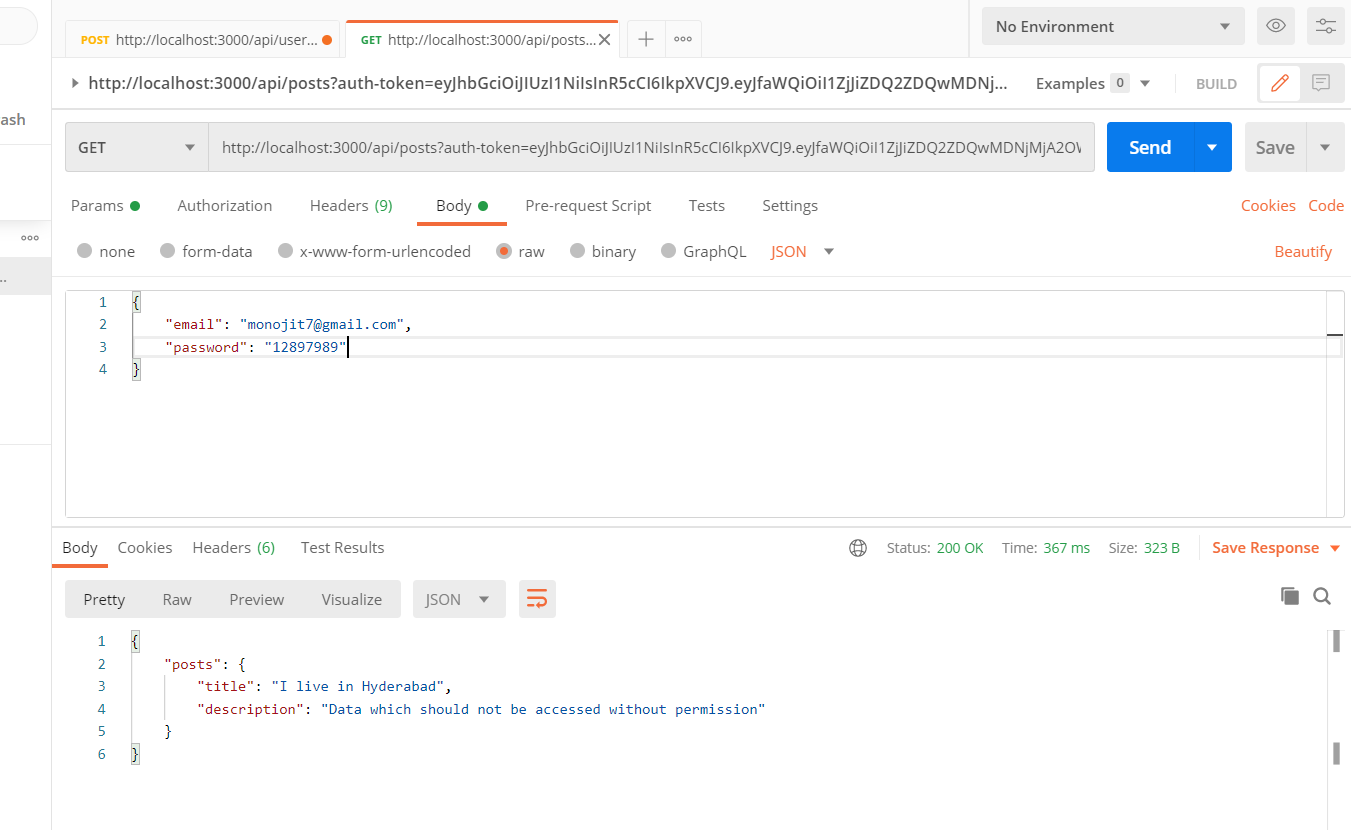 POST http://localhost:3000/api/user...
GET http://localhost:3000/api/posts...
No Environment
http://localhost:3000/api/posts?auth-token=eyJhbGciOiJIUzI1NiIsInR5cCI6IkpXVCJ9.eyJfaWQiOiI1ZjJiZDQ2ZDQwMDNj...
Examples 0
BUILD
ash
GET
http://localhost:3000/api/posts?auth-token=eyJhbGciOiJIUzI1NiIsInR5cCI6IkpXVCJ9.eyJfaWQiOiI1ZjJiZDQ2ZDQwMDNjMjA2OV
Send
Save
Params
Authorization
Headers (9)
Body
Pre-request Script
Tests
Settings
Cookies
Code
none
form-data
x-www-form-urlencoded
raw
binary
GraphQL
JSON
Beautify
1 {
2 "email": "monojit7@gmail.com",
3 "password": "12897989"
4 }
Body
Cookies
Headers (6)
Test Results
Status: 200 OK
Time: 367 ms
Size: 323 B
Save Response
Pretty
Raw
Preview
Visualize
JSON
1 {
2 "posts": {
3 "title": "I live in Hyderabad",
4 "description": "Data which should not be accessed without permission"
5 }
6 }